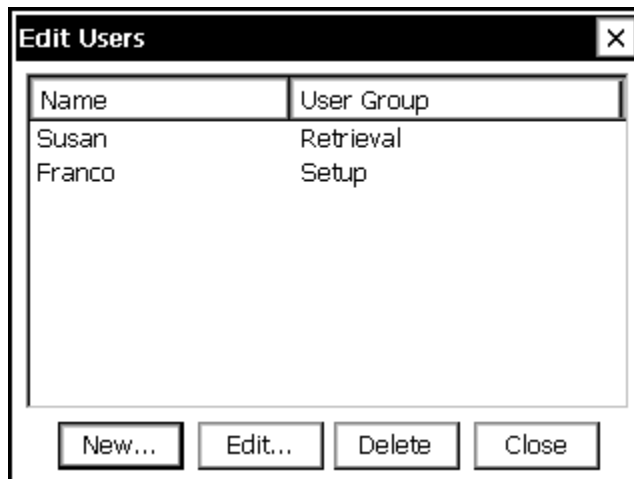 Edit Users
Name User Group
Susan Retrieval
Franco Setup
New... Edit... Delete Close